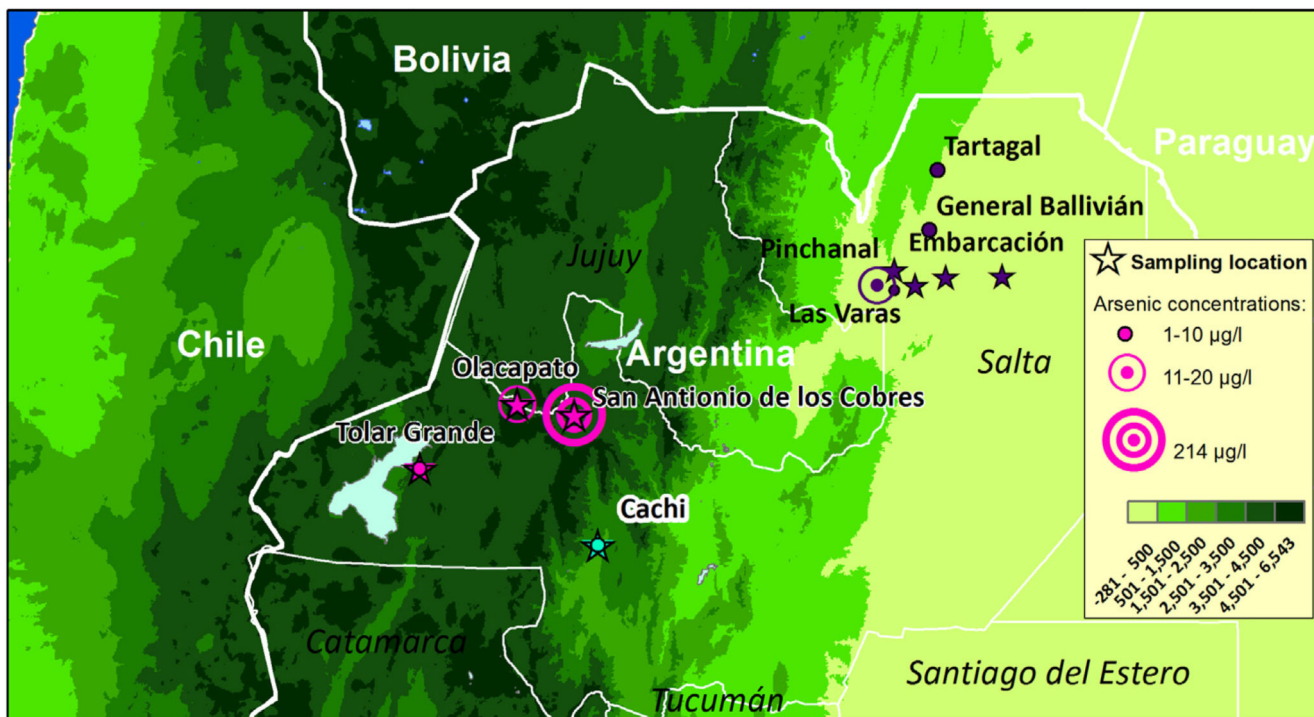 Bolivia
Paraguay
Tartagal
General Ballivián
Pinchanal
Embarcación
Jujuy
Las Varas
Chile
Argentina
Salta
Olacapato
San Antionio de los Cobres
Tolar Grande
Cachi
Catamarca
Santiago del Estero
Tucumán
Sampling location
Arsenic concentrations:
1-10 µg/l
11-20 µg/l
214 µg/l
-281 - 500
501 - 1,500
1,501 - 2,500
2,501 - 3,500
3,501 - 4,500
4,501 - 6,543